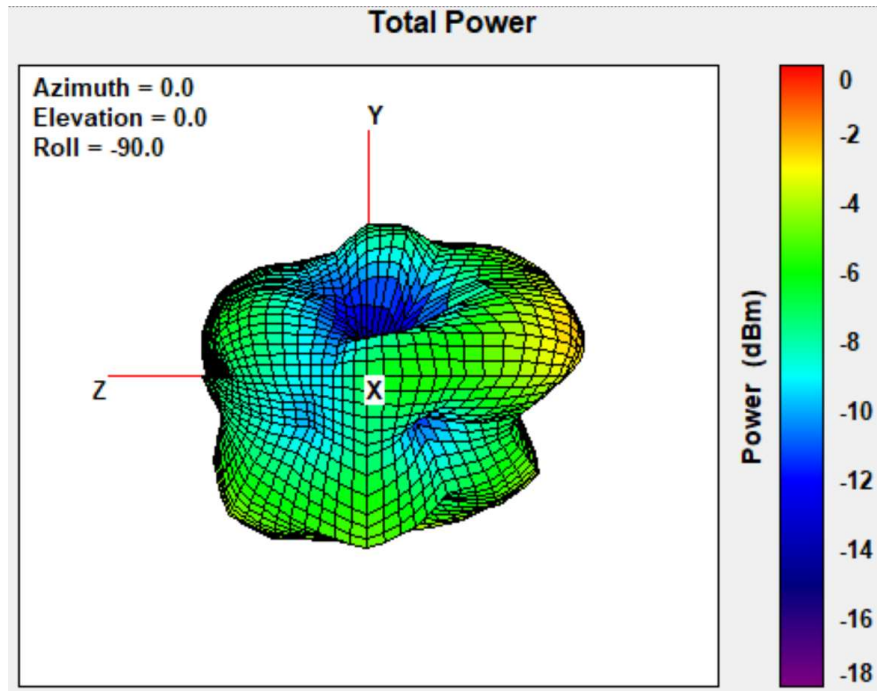 Total Power
Azimuth = 0.0
Elevation = 0.0
Roll = -90.0
Y
Z
X
Power (dBm)
0
-2
-4
-6
-8
-10
-12
-14
-16
-18